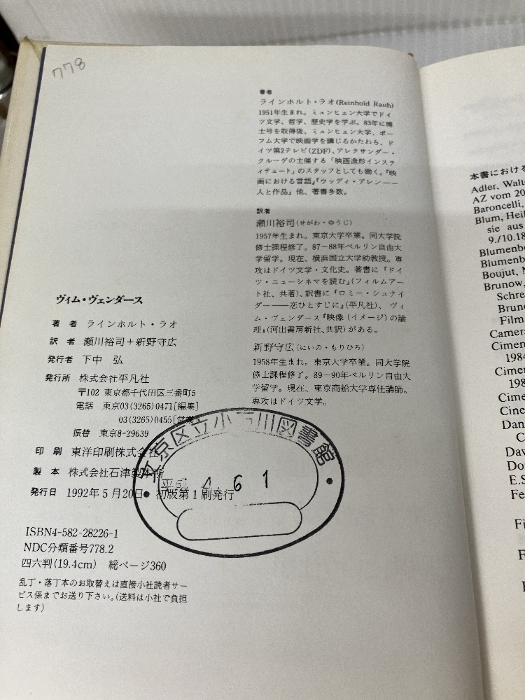 778
著者
ラインホルト・ラオ(Reinhold Rauh)
1951年生まれ。ミュンヒェン大学でドイ
ツ文学、哲学、歴史学を学ぶ。83年に博
士号を取得後、ミュンヒェン大学、ボー
フム大学で映画学を講じるかたわら、ド
イツ第2テレビ(ZDF)、アレクサンダー・
クルーゲの主催する「映画造形インステ
ィチュート」のスタッフとしても働く。『映
画における言語』『ウッディ・アレン——
人と作品』他、著書多数。
訳者
瀬川裕司(せがわ・ゆうじ)
1957年生まれ。東京大学卒業。同大学院
修士課程修了。87-88年ベルリン自由大
学留学。現在、横浜国立大学助教授。専
攻はドイツ文学・文化史。著書に『ドイ
ツ・ニューシネマを読む』(フィルムアー
ト社、共著)、訳書に『ロミー・シュナイ
ダー——恋ひとすじに』(平凡社)、ヴィ
ム・ヴェンダース『映像(イメージ)の論
理』(河出書房新社、共訳)がある。
新野守広(にいの・もりひろ)
1958年生まれ。東京大学卒業。同大学院
修士課程修了。89-90年ベルリン自由大
学留学。現在、東京商船大学専任講師。
専攻はドイツ文学。
ヴィム・ヴェンダース
著者 ラインホルト・ラオ
訳者 瀬川裕司+新野守広
発行者 下中 弘
発行所 株式会社平凡社
〒102 東京都千代田区三番町5
電話 東京03(3265)0471[編集]
03(3265)0455[営業]
振替 東京8-29639
印刷 東洋印刷株式会社
製本 株式会社石津製本所
発行日 1992年5月20日● 初版第1刷発行
文京区立小石川図書館
平成 4. 6 1
ISBN4-582-28226-1
NDC分類番号778.2
四六判(19.4cm) 総ページ360
乱丁・落丁本のお取替えは直接小社読者サー
ビス係までお送り下さい。(送料は小社で負担
します)
本書における
Adler, Walt
AZ vom 20
Baroncelli,
Blum, Heil
sie aus
9./10.18
Blumenbe
Blumenb
Boujut, M
Brunow,
Schre
Brunow
Film
Camera
Cimen
1984
Cimen
198
Cime
Cine
Dan
C
Dav
Do
E.S
Fe
Fi
F